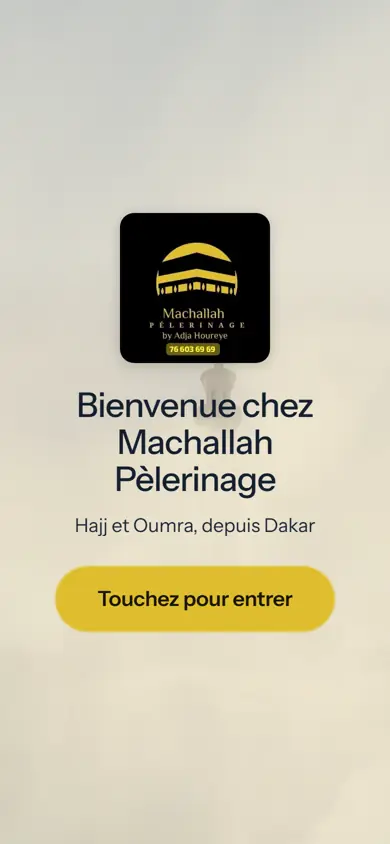 Machallah
PÈLERINAGE
by Adja Houreye
76 603 69 69
Bienvenue chez
Machallah
Pèlerinage
Hajj et Oumra, depuis Dakar
Touchez pour entrer